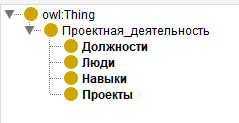 owl:Thing
Проектная_деятельность
Должности
Люди
Навыки
Проекты